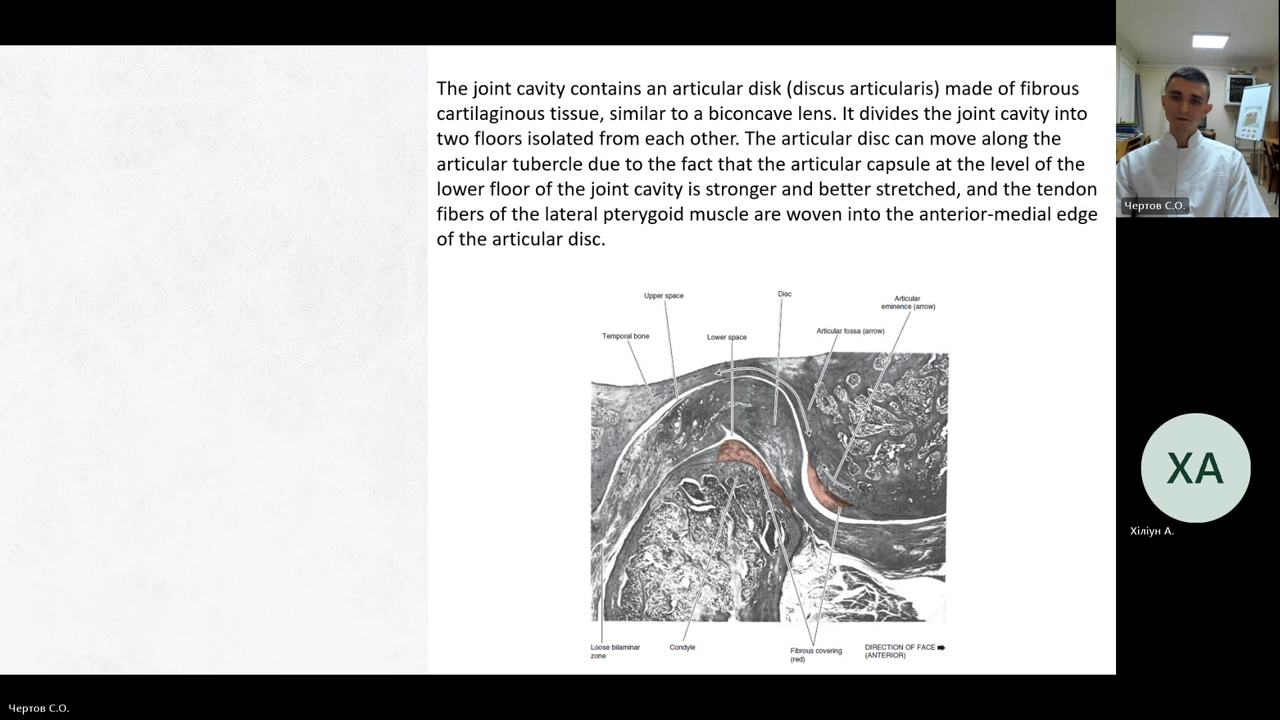 The joint cavity contains an articular disk (discus articularis) made of fibrous
cartilaginous tissue, similar to a biconcave lens. It divides the joint cavity into
two floors isolated from each other. The articular disc can move along the
articular tubercle due to the fact that the articular capsule at the level of the
lower floor of the joint cavity is stronger and better stretched, and the tendon
fibers of the lateral pterygoid muscle are woven into the anterior-medial edge
of the articular disc.
Upper space
Disc
Articular
eminence (arrow)
Temporal bone
Lower space
Articular fossa (arrow)
Loose bilaminar
zone
Condyle
Fibrous covering
(red)
DIRECTION OF FACE
(ANTERIOR)
Чертов С.О.
ХА
Хіліун А.
Чертов С.О.